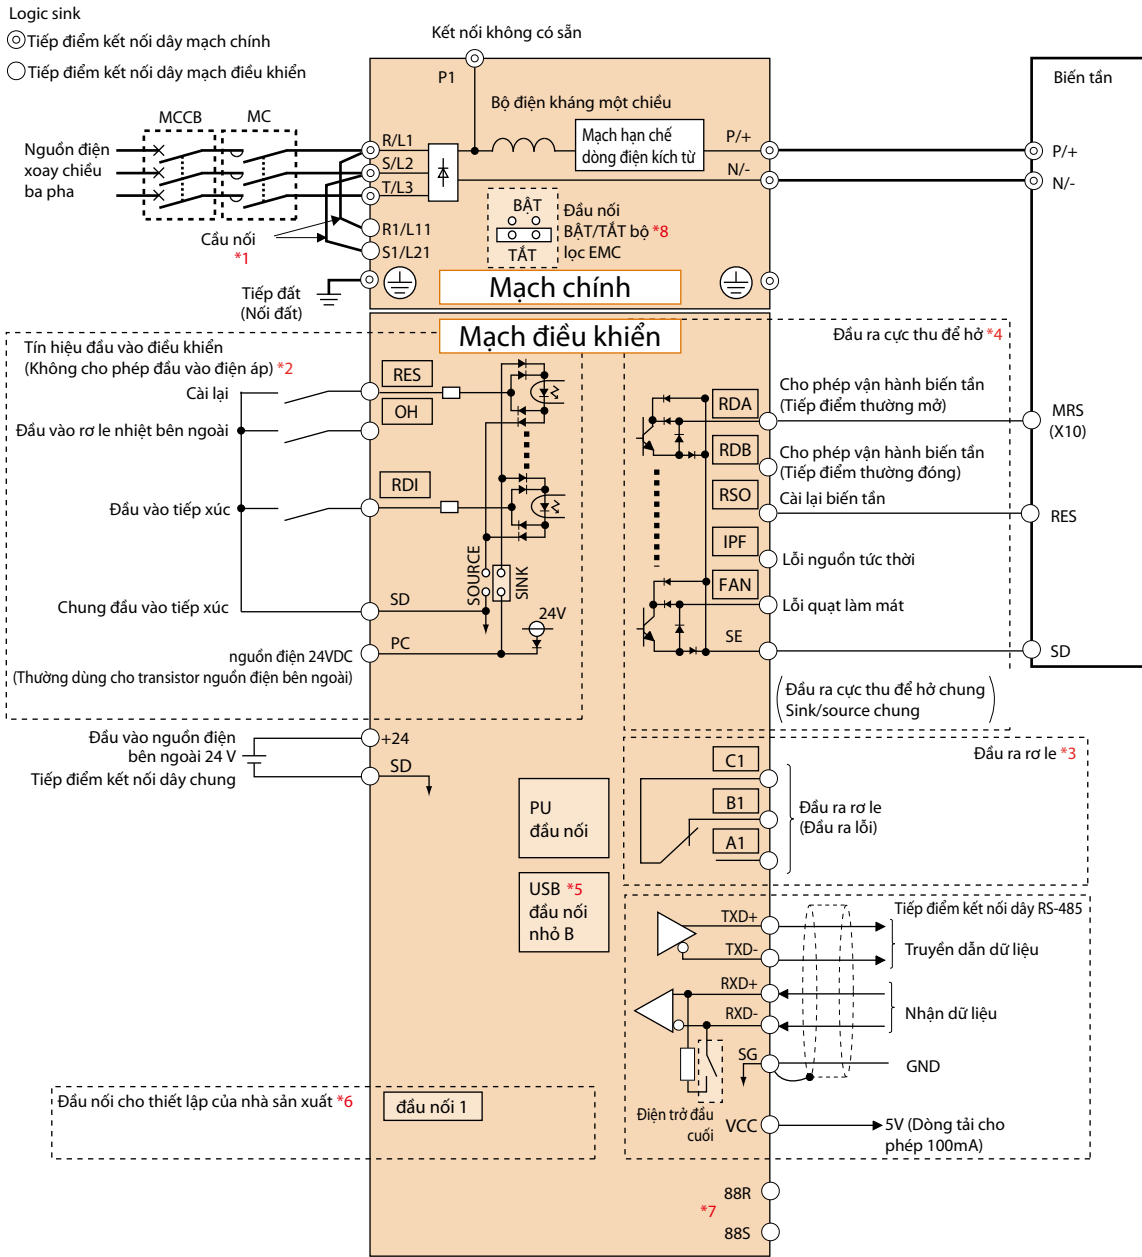 Logic sink
Tiếp điểm kết nối dây mạch chính
Tiếp điểm kết nối dây mạch điều khiển
Kết nối không có sẵn
P1
Bộ điện kháng một chiều
Mạch hạn chế
dòng điện kích từ
P/+
N/-
Biến tần
P/+
N/-
MCCB
MC
Nguồn điện
xoay chiều
ba pha
R/L1
S/L2
T/L3
R1/L11
S1/L21
Cầu nối
*1
BẬT
TẮT
Đầu nối
BẬT/TẮT bộ *8
lọc EMC
Tiếp đất
(Nối đất)
Mạch chính
Mạch điều khiển
Tín hiệu đầu vào điều khiển
(Không cho phép đầu vào điện áp) *2
Cài lại
Đầu vào rơ le nhiệt bên ngoài
Đầu vào tiếp xúc
Chung đầu vào tiếp xúc
nguồn điện 24VDC
(Thường dùng cho transistor nguồn điện bên ngoài)
RES
OH
RDI
SD
PC
SOURCE
SINK
24V
Đầu ra cực thu để hở *4
RDA
RDB
RSO
IPF
FAN
SE
Cho phép vận hành biến tần
(Tiếp điểm thường mở)
Cho phép vận hành biến tần
(Tiếp điểm thường đóng)
Cài lại biến tần
Lỗi nguồn tức thời
Lỗi quạt làm mát
Đầu ra cực thu để hở chung
Sink/source chung
MRS
(X10)
RES
SD
Đầu vào nguồn điện
bên ngoài 24 V
Tiếp điểm kết nối dây chung
+24
SD
PU
đầu nối
USB *5
đầu nối
nhỏ B
Đầu ra rơ le *3
C1
B1
A1
Đầu ra rơ le
(Đầu ra lỗi)
Tiếp điểm kết nối dây RS-485
TXD+
TXD-
RXD+
RXD-
SG
VCC
Truyền dẫn dữ liệu
Nhận dữ liệu
GND
5V (Dòng tải cho
phép 100mA)
Điện trở đầu
cuối
Đầu nối cho thiết lập của nhà sản xuất *6
đầu nối 1
88R
*7
88S